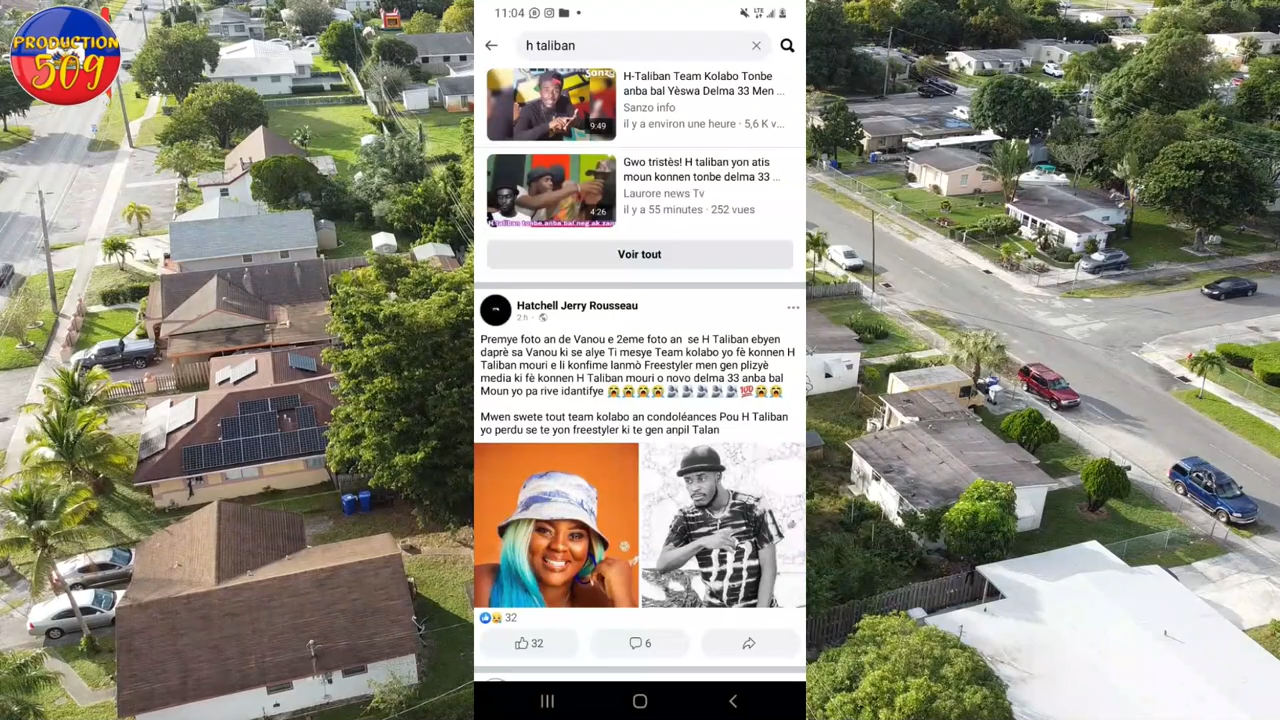 PRODUCTION
509
11:04
LTE
h taliban
Sanzo
9:49
H-Taliban Team Kolabo Tonbe
anba bal Yèswa Delma 33 Men ...
Sanzo info
il y a environ une heure · 5,6 K v...
4:26
Gwo tristès! H taliban yon atis
moun konnen tonbe delma 33 ...
Laurore news Tv
il y a 55 minutes · 252 vues
Voir tout
Hatchell Jerry Rousseau
2 h ·
Premye foto an de Vanou e 2eme foto an se H Taliban ebyen
daprè sa Vanou ki se alye Ti mesye Team kolabo yo fè konnen H
Taliban mouri e li konfime lanmò Freestyler men gen plizyè
media ki fè konnen H Taliban mouri o novo delma 33 anba bal
Moun yo pa rive idantifye 😭😭😭😭🕊🕊🕊🕊🕊💯😭😭
Mwen swete tout team kolabo an condoléances Pou H Taliban
yo perdu se te yon freestyler ki te gen anpil Talan
32
32
6